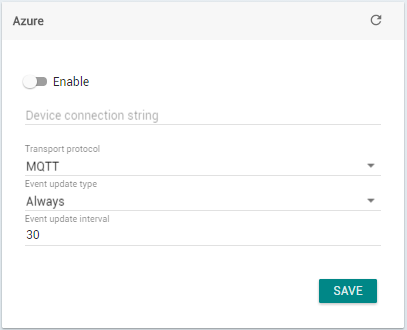 Azure
Enable
Device connection string
Transport protocol
MQTT
Event update type
Always
Event update interval
30
SAVE